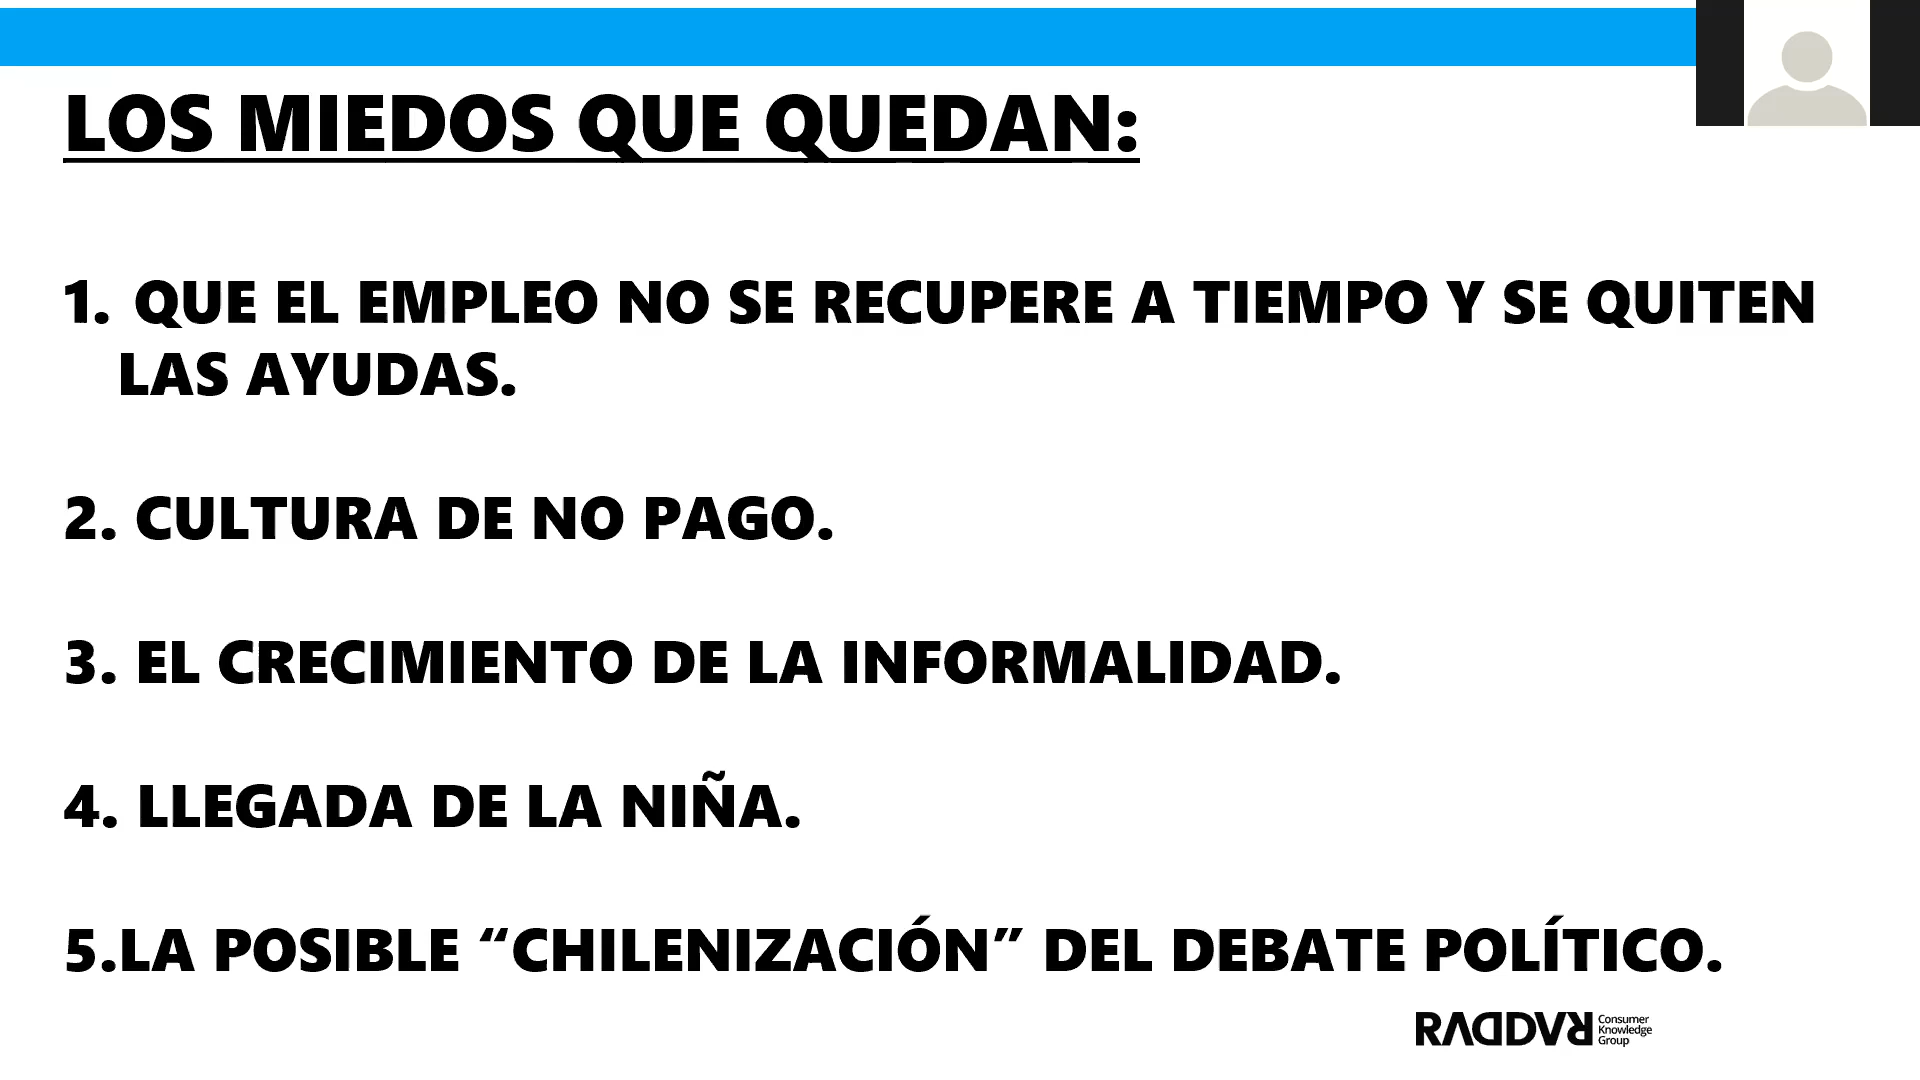 LOS MIEDOS QUE QUEDAN:
1. QUE EL EMPLEO NO SE RECUPERE A TIEMPO Y SE QUITEN
LAS AYUDAS.
2. CULTURA DE NO PAGO.
3. EL CRECIMIENTO DE LA INFORMALIDAD.
4. LLEGADA DE LA NIÑA.
5.LA POSIBLE “CHILENIZACIÓN” DEL DEBATE POLÍTICO.
RADDAR
Consumer
Knowledge
Group